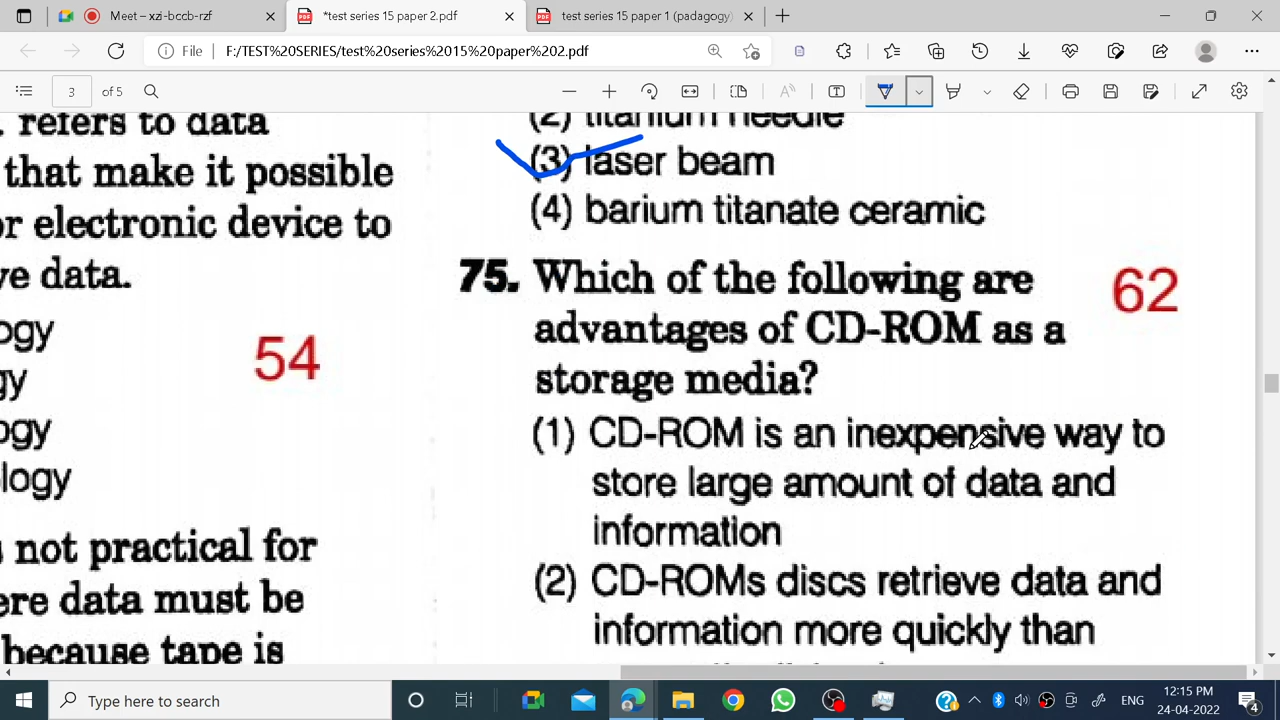 Meet – xzi-bccb-rzf
*test series 15 paper 2.pdf
test series 15 paper 1 (padagogy)
File
F:/TEST%20SERIES/test%20series%2015%20paper%202.pdf
3 of 5
. refers to data
that make it possible
or electronic device to
ve data.
ogy
gy
ogy
logy
54
s not practical for
ere data must be
because tape is
(2) titanium needle
(3) laser beam
(4) barium titanate ceramic
75. Which of the following are
advantages of CD-ROM as a
storage media?
62
(1) CD-ROM is an inexpensive way to
store large amount of data and
information
(2) CD-ROMs discs retrieve data and
information more quickly than
Type here to search
ENG
12:15 PM
24-04-2022
4